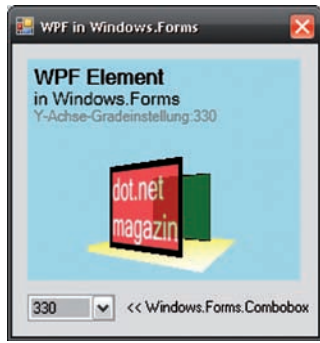 WPF in Windows.Forms
WPF Element
in Windows.Forms
Y-Achse-Gradeinstellung:330
dot.net
magazin
330 << Windows.Forms.Combobox